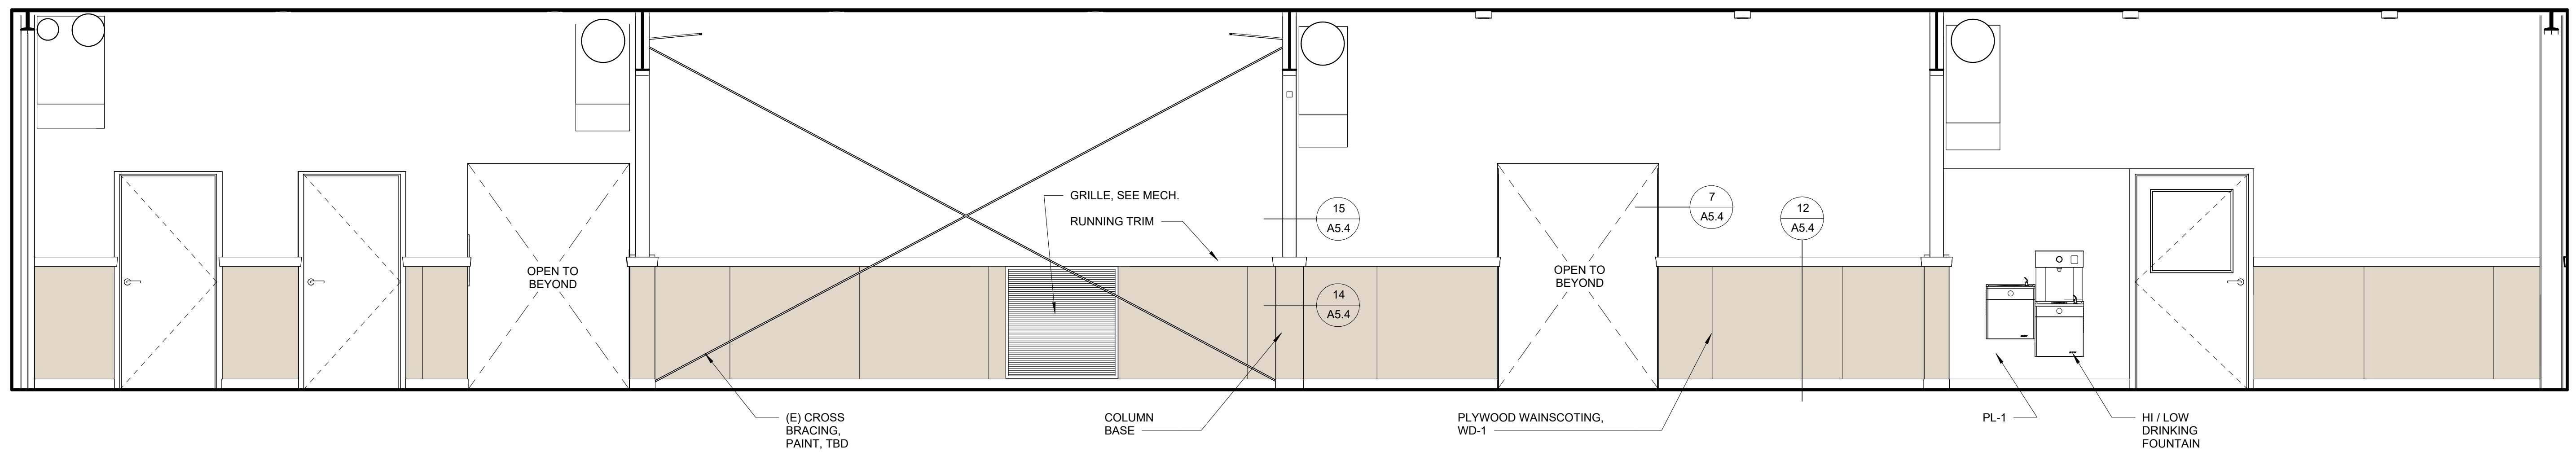 GRILLE, SEE MECH.
RUNNING TRIM
15
A5.4
7
A5.4
12
A5.4
OPEN TO
BEYOND
OPEN TO
BEYOND
14
A5.4
(E) CROSS
BRACING,
PAINT, TBD
COLUMN
BASE
PLYWOOD WAINSCOTING,
WD-1
PL-1
HI / LOW
DRINKING
FOUNTAIN